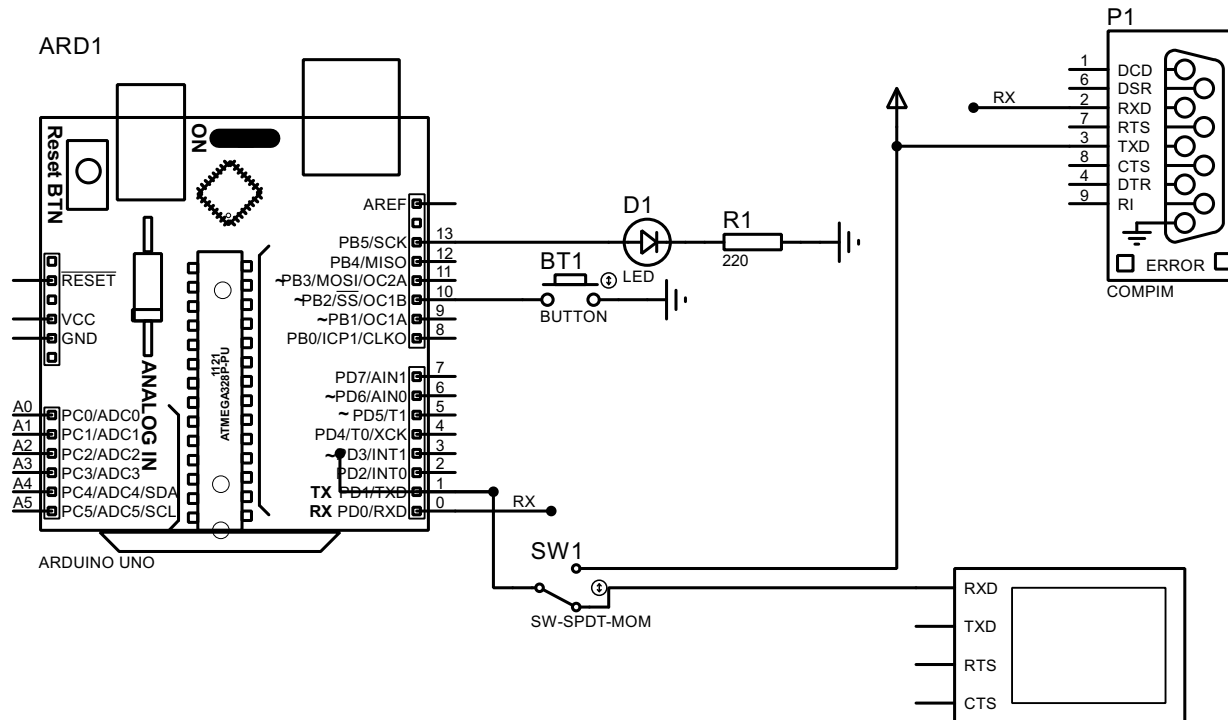 ARD1
ARDUINO UNO
Reset BTN
ON
RESET
VCC
GND
ANALOG IN
1121
ATMEGA328P-PU
A0 PC0/ADC0
A1 PC1/ADC1
A2 PC2/ADC2
A3 PC3/ADC3
A4 PC4/ADC4/SDA
A5 PC5/ADC5/SCL
AREF
PB5/SCK 13
PB4/MISO 12
~PB3/MOSI/OC2A 11
~PB2/SS/OC1B 10
~PB1/OC1A 9
PB0/ICP1/CLKO 8
PD7/AIN1 7
~PD6/AIN0 6
~PD5/T1 5
PD4/T0/XCK 4
~PD3/INT1 3
PD2/INT0 2
TX PD1/TXD 1
RX PD0/RXD 0
RX
D1
LED
R1
220
BT1
BUTTON
SW1
SW-SPDT-MOM
P1
1 DCD
6 DSR
RX 2 RXD
7 RTS
3 TXD
8 CTS
4 DTR
9 RI
ERROR
COMPIM
RXD
TXD
RTS
CTS